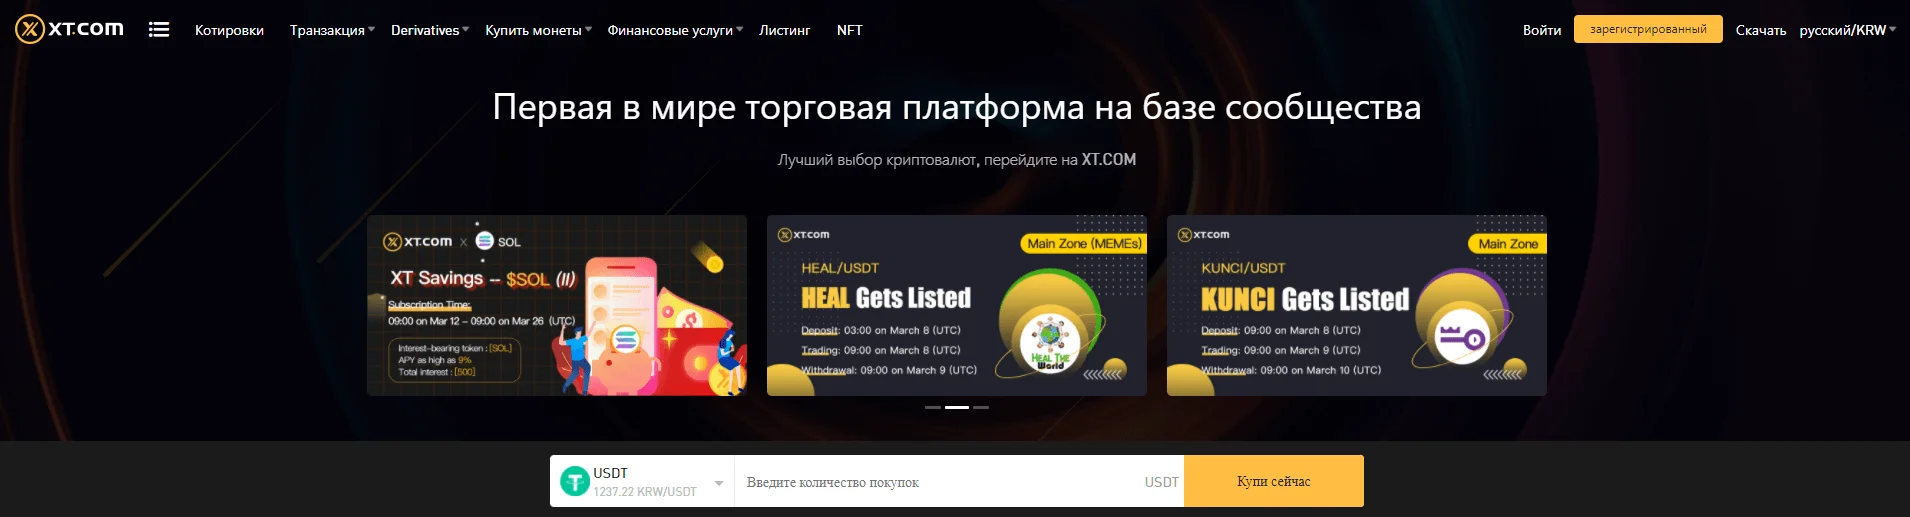 XT.COM
Котировки
Транзакция
Derivatives
Купить монеты
Финансовые услуги
Листинг
NFT
Войти
зарегистрированный
Скачать
русский/KRW
Первая в мире торговая платформа на базе сообщества
Лучший выбор криптовалют, перейдите на XT.COM
XT.COM x SOL
XT Savings -- $SOL (II)
Subscription Time:
09:00 on Mar 12 – 09:00 on Mar 26 (UTC)
Interest-bearing token : [SOL]
APY as high as 9%
Total interest : [500]
XT.COM
Main Zone (MEMEs)
HEAL/USDT
HEAL Gets Listed
Deposit: 03:00 on March 8 (UTC)
Trading: 09:00 on March 8 (UTC)
Withdrawal: 09:00 on March 9 (UTC)
HEAL THE
World
XT.COM
Main Zone
KUNCI/USDT
KUNCI Gets Listed
Deposit: 09:00 on March 8 (UTC)
Trading: 09:00 on March 9 (UTC)
Withdrawal: 09:00 on March 10 (UTC)
USDT
1237.22 KRW/USDT
Введите количество покупок
USDT
Купи сейчас